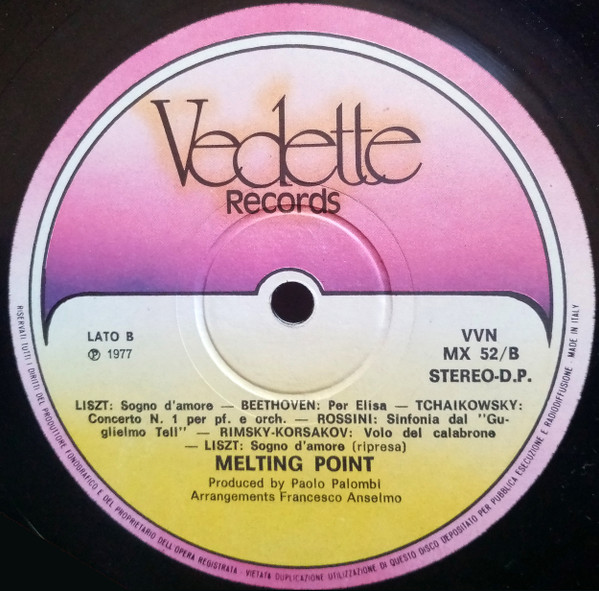 Vedette
Records
LATO B
℗ 1977
VVN
MX 52/B
STEREO-D.P.
LISZT: Sogno d'amore — BEETHOVEN: Per Elisa — TCHAIKOWSKY:
Concerto N. 1 per pf. e orch. — ROSSINI: Sinfonia dal "Gu-
glielmo Tell" — RIMSKY-KORSAKOV: Volo del calabrone
— LISZT: Sogno d'amore (ripresa)
MELTING POINT
Produced by Paolo Palombi
Arrangements Francesco Anselmo
RISERVATI TUTTI I DIRITTI DEL PRODUTTORE FONOGRAFICO E DEL PROPRIETARIO DELL'OPERA REGISTRATA - VIETATA DUPLICAZIONE UTILIZZAZIONE DI QUESTO DISCO DEPOSITATO PER PUBBLICA ESECUZIONE E RADIODIFFUSIONE - MADE IN ITALY